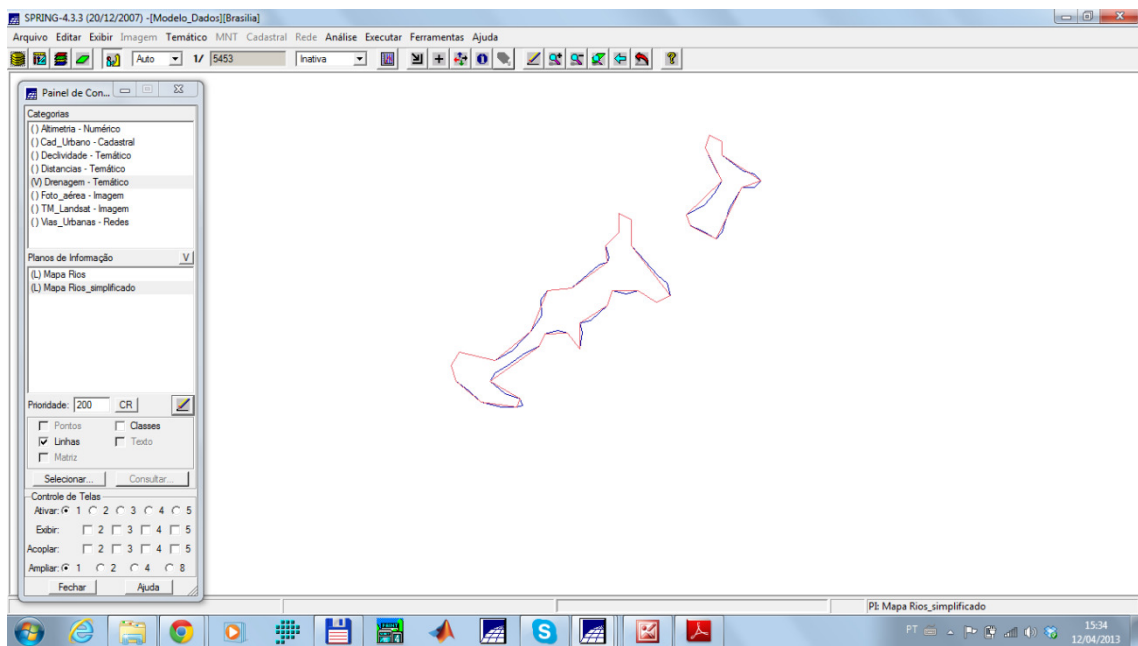 SPRING-4.3.3 (20/12/2007) -[Modelo_Dados][Brasilia]
Arquivo Editar Exibir Imagem Temático MNT Cadastral Rede Análise Executar Ferramentas Ajuda
Auto 1/ 5453 Inativa
Painel de Con...
Categorias
( ) Altimetria - Numérico
( ) Cad_Urbano - Cadastral
( ) Declividade - Temático
( ) Distancias - Temático
(V) Drenagem - Temático
( ) Foto_aérea - Imagem
( ) TM_Landsat - Imagem
( ) Vias_Urbanas - Redes
Planos de Informação V
(L) Mapa Rios
(L) Mapa Rios_simplificado
Prioridade: 200 CR
Pontos Classes
Linhas Texto
Matriz
Selecionar... Consultar...
Controle de Telas
Ativar: 1 2 3 4 5
Exibir: 2 3 4 5
Acoplar: 2 3 4 5
Ampliar: 1 2 4 8
Fechar Ajuda
PI: Mapa Rios_simplificado
PT 15:34
12/04/2013